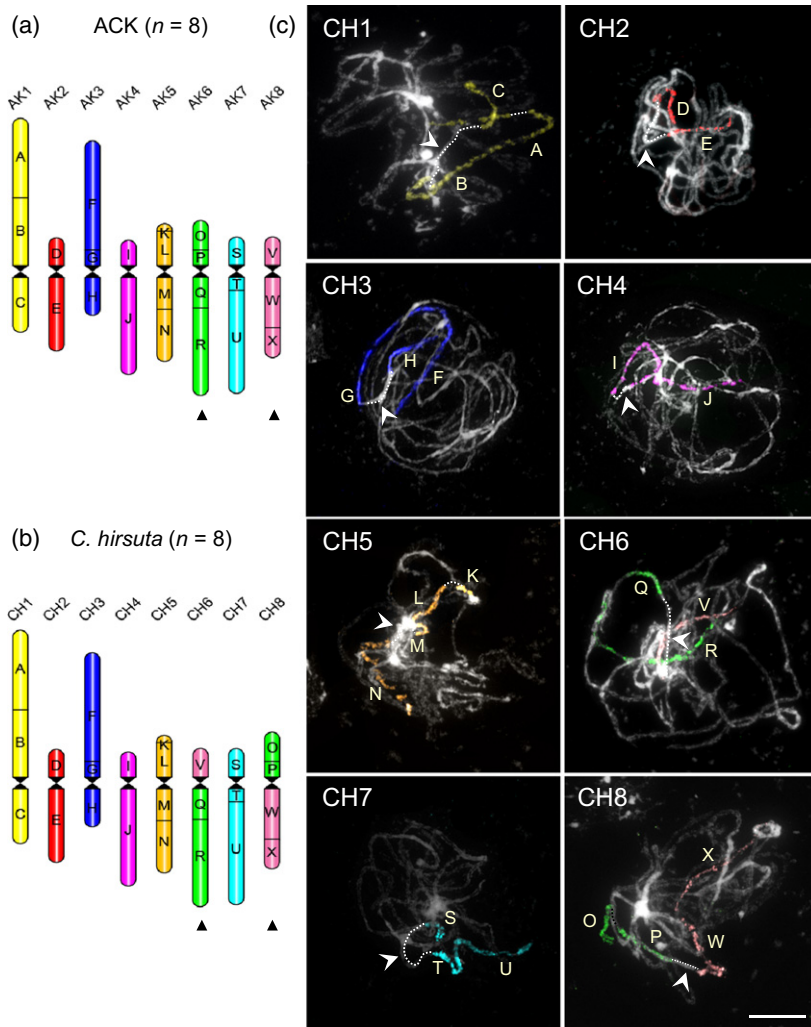 (a) ACK (n = 8)
AK1 AK2 AK3 AK4 AK5 AK6 AK7 AK8
A
B
C
D
E
F
G
H
I
J
K
L
M
N
O
P
Q
R
S
T
U
V
W
X
(b) C. hirsuta (n = 8)
CH1 CH2 CH3 CH4 CH5 CH6 CH7 CH8
A
B
C
D
E
F
G
H
I
J
K
L
M
N
V
Q
R
S
T
U
O
P
W
X
(c)
CH1
C
A
B
CH2
D
E
CH3
H
F
G
CH4
I
J
CH5
K
L
M
N
CH6
Q
V
R
CH7
S
T
U
CH8
X
O
P
W